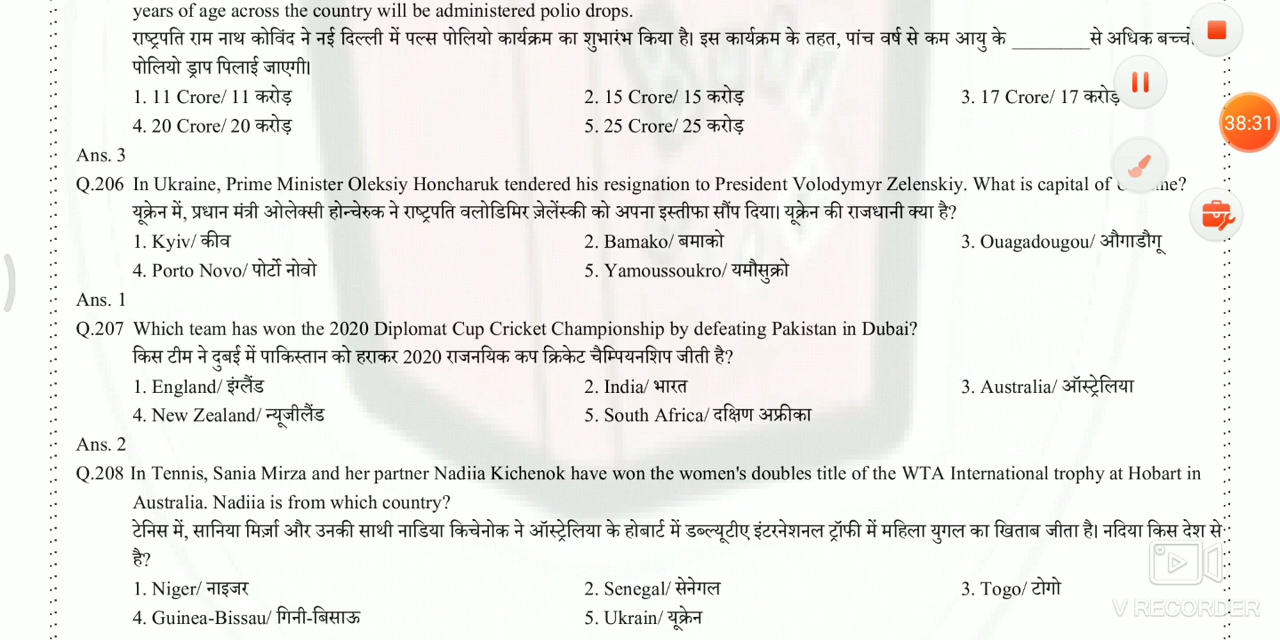 years of age across the country will be administered polio drops.
राष्ट्रपति राम नाथ कोविंद ने नई दिल्ली में पल्स पोलियो कार्यक्रम का शुभारंभ किया है। इस कार्यक्रम के तहत, पांच वर्ष से कम आयु के ________से अधिक बच्चों
पोलियो ड्राप पिलाई जाएगी।
1. 11 Crore/ 11 करोड़ 2. 15 Crore/ 15 करोड़ 3. 17 Crore/ 17 करोड़
4. 20 Crore/ 20 करोड़ 5. 25 Crore/ 25 करोड़
38:31
Ans. 3
Q.206 In Ukraine, Prime Minister Oleksiy Honcharuk tendered his resignation to President Volodymyr Zelenskiy. What is capital of
यूक्रेन में, प्रधान मंत्री ओलेक्सी होन्चेरुक ने राष्ट्रपति वलोडिमिर ज़ेलेंस्की को अपना इस्तीफा सौंप दिया। यूक्रेन की राजधानी क्या है?
1. Kyiv/ कीव 2. Bamako/ बमाको 3. Ouagadougou/ औगाडौगू
4. Porto Novo/ पोर्टो नोवो 5. Yamoussoukro/ यमौसुक्रो
Ans. 1
Q.207 Which team has won the 2020 Diplomat Cup Cricket Championship by defeating Pakistan in Dubai?
किस टीम ने दुबई में पाकिस्तान को हराकर 2020 राजनयिक कप क्रिकेट चैम्पियनशिप जीती है?
1. England/ इंग्लैंड 2. India/ भारत 3. Australia/ ऑस्ट्रेलिया
4. New Zealand/ न्यूजीलैंड 5. South Africa/ दक्षिण अफ्रीका
Ans. 2
Q.208 In Tennis, Sania Mirza and her partner Nadiia Kichenok have won the women's doubles title of the WTA International trophy at Hobart in
Australia. Nadiia is from which country?
टेनिस में, सानिया मिर्ज़ा और उनकी साथी नाडिया किचेनोक ने ऑस्ट्रेलिया के होबार्ट में डब्ल्यूटीए इंटरनेशनल ट्रॉफी में महिला युगल का खिताब जीता है। नदिया किस देश से
है?
1. Niger/ नाइजर 2. Senegal/ सेनेगल 3. Togo/ टोगो
4. Guinea-Bissau/ गिनी-बिसाऊ 5. Ukrain/ यूक्रेन
V RECORDER